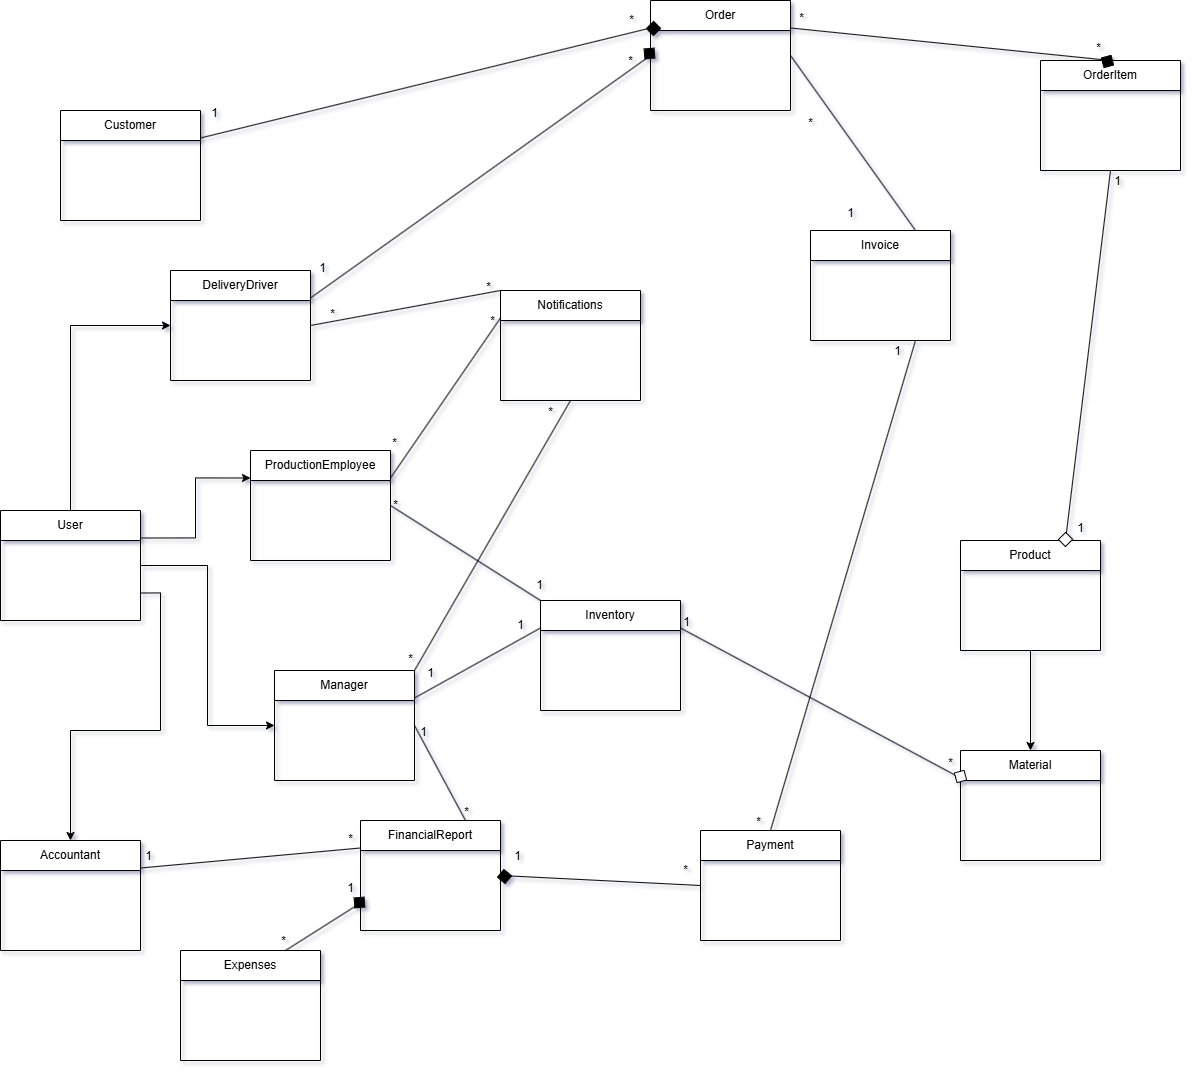 * Order *
*
OrderItem
*
1
Customer
*
1
1
Invoice
1
DeliveryDriver
*
*
Notifications
*
1
*
*
ProductionEmployee
*
User
1
Product
1
Inventory
1
1
*
1
Manager
1
*
Material
*
*
FinancialReport
*
Payment
Accountant
1
*
1
*
1
*
Expenses